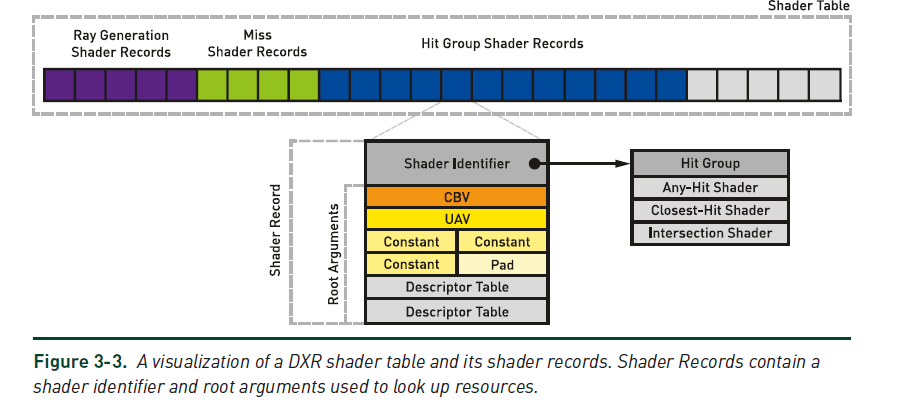 Shader Table
Ray Generation
Shader Records
Miss
Shader Records
Hit Group Shader Records
Shader Record
Root Arguments
Shader Identifier
CBV
UAV
Constant Constant
Constant Pad
Descriptor Table
Descriptor Table
Hit Group
Any-Hit Shader
Closest-Hit Shader
Intersection Shader
Figure 3-3. A visualization of a DXR shader table and its shader records. Shader Records contain a
shader identifier and root arguments used to look up resources.